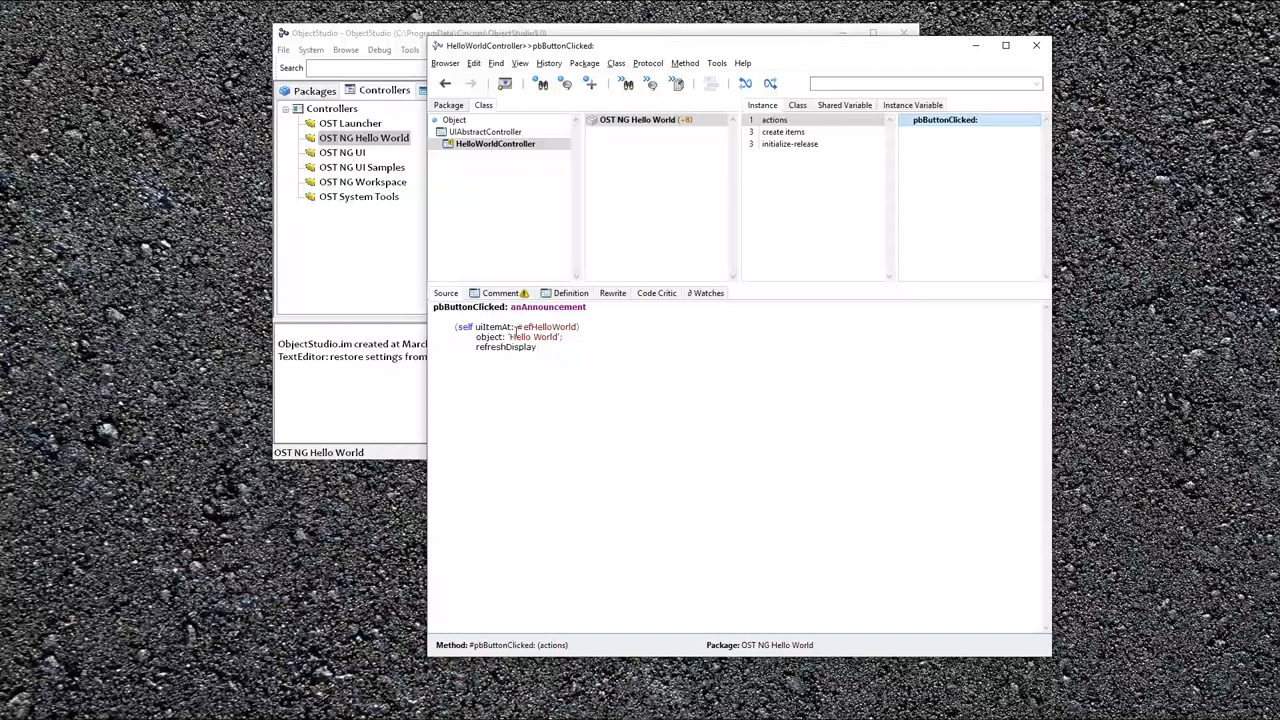 ObjectStudio - ObjectStudio (C:\ProgramData\Cincom\ObjectStudio9.0)
File System Browse Debug Tools
Search
Packages Controllers
Controllers
OST Launcher
OST NG Hello World
OST NG UI
OST NG UI Samples
OST NG Workspace
OST System Tools
ObjectStudio.im created at March
TextEditor: restore settings from
OST NG Hello World
HelloWorldController>>pbButtonClicked:
Browser Edit Find View History Package Class Protocol Method Tools Help
Package Class
Object
UIAbstractController
HelloWorldController
OST NG Hello World (+8)
Instance Class Shared Variable Instance Variable
1 actions
3 create items
3 initialize-release
pbButtonClicked:
Source Comment Definition Rewrite Code Critic ∂ Watches
pbButtonClicked: anAnnouncement
(self uiItemAt: #efHelloWorld)
object: 'Hello World';
refreshDisplay
Method: #pbButtonClicked: (actions)
Package: OST NG Hello World